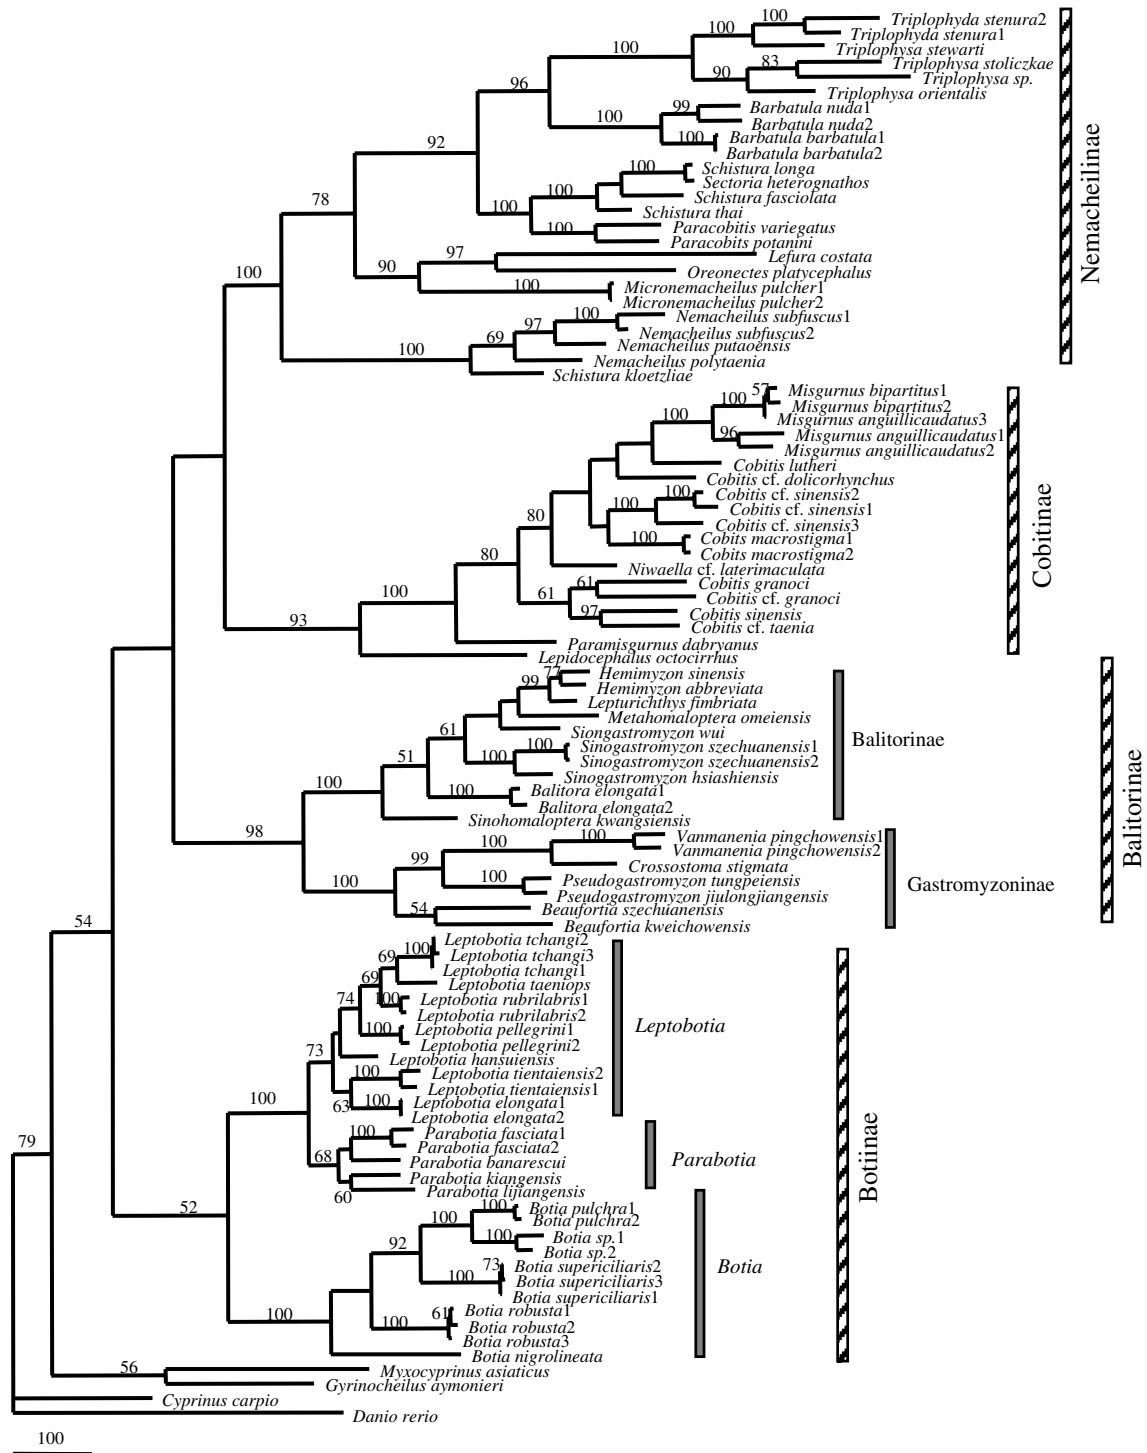 100
Triplophyda stenura2
100
Triplophyda stenura1
100
Triplophysa stewarti
83
Triplophysa stoliczkae
90
Triplophysa sp.
96
Triplophysa orientalis
99
Barbatula nuda1
100
Barbatula nuda2
100
Barbatula barbatula1
92
Barbatula barbatula2
100
Schistura longa
Sectoria heterognathos
100
Schistura fasciolata
100
Schistura thai
78
100
Paracobitis variegatus
Paracobits potanini
97
Lefura costata
90
Oreonectes platycephalus
100
100
Micronemacheilus pulcher1
Micronemacheilus pulcher2
100
Nemacheilus subfuscus1
97
Nemacheilus subfuscus2
69
Nemacheilus putaoensis
100
Nemacheilus polytaenia
Schistura kloetzliae
Nemacheilinae
57
Misgurnus bipartitus1
100
Misgurnus bipartitus2
100
Misgurnus anguillicaudatus3
96
Misgurnus anguillicaudatus1
Misgurnus anguillicaudatus2
Cobitis lutheri
Cobitis cf. dolicorhynchus
100
Cobitis cf. sinensis2
100
Cobitis cf. sinensis1
80
Cobitis cf. sinensis3
100
Cobits macrostigma1
Cobits macrostigma2
80
Niwaella cf. laterimaculata
61
Cobitis granoci
61
Cobitis cf. granoci
97
Cobitis sinensis
100
Cobitis cf. taenia
93
Paramisgurnus dabryanus
Lepidocephalus octocirrhus
Cobitinae
77
Hemimyzon sinensis
99
Hemimyzon abbreviata
Lepturichthys fimbriata
Metahomaloptera omeiensis
61
Siongastromyzon wui
100
Sinogastromyzon szechuanensis1
100
Sinogastromyzon szechuanensis2
51
Sinogastromyzon hsiashiensis
100
100
Balitora elongata1
Balitora elongata2
Sinohomaloptera kwangsiensis
Balitorinae
98
100
Vanmanenia pingchowensis1
100
Vanmanenia pingchowensis2
99
Crossostoma stigmata
100
100
Pseudogastromyzon tungpeiensis
Pseudogastromyzon jiulongjiangensis
54
Beaufortia szechuanensis
Beaufortia kweichowensis
Gastromyzoninae
Balitorinae
54
Leptobotia tchangi2
100
Leptobotia tchangi3
69
Leptobotia tchangi1
69
Leptobotia taeniops
74
100
Leptobotia rubrilabris1
Leptobotia rubrilabris2
100
Leptobotia pellegrini1
Leptobotia pellegrini2
73
Leptobotia hansuiensis
100
Leptobotia tientaiensis2
Leptobotia tientaiensis1
63
100
Leptobotia elongata1
Leptobotia elongata2
Leptobotia
100
100
Parabotia fasciata1
Parabotia fasciata2
68
Parabotia banarescui
Parabotia kiangensis
60
Parabotia lijiangensis
Parabotia
79
52
100
Botia pulchra1
100
Botia pulchra2
100
Botia sp.1
92
Botia sp.2
73
Botia supericiliaris2
100
Botia supericiliaris3
Botia supericiliaris1
100
61
Botia robusta1
100
Botia robusta2
Botia robusta3
Botia nigrolineata
Botia
Botiinae
56
Myxocyprinus asiaticus
Gyrinocheilus aymonieri
Cyprinus carpio
Danio rerio
100